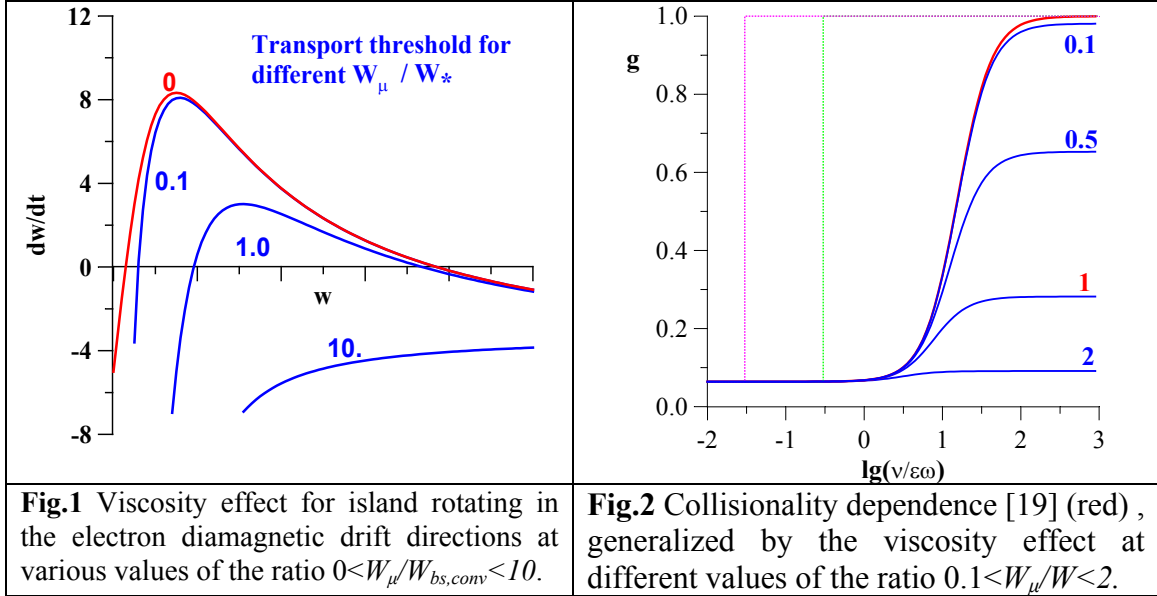 12
8
4
0
-4
-8
dw/dt
Transport threshold for
different Wμ / W*
0
0.1
1.0
w
10.
1.0
0.8
0.6
0.4
0.2
0.0
g
0.1
0.5
1
2
-2 -1 0 1 2 3
lg(ν/εω)
Fig.1 Viscosity effect for island rotating in
the electron diamagnetic drift directions at
various values of the ratio 0<Wμ/Wbs,conv<10.
Fig.2 Collisionality dependence [19] (red) ,
generalized by the viscosity effect at
different values of the ratio 0.1<Wμ/W<2.